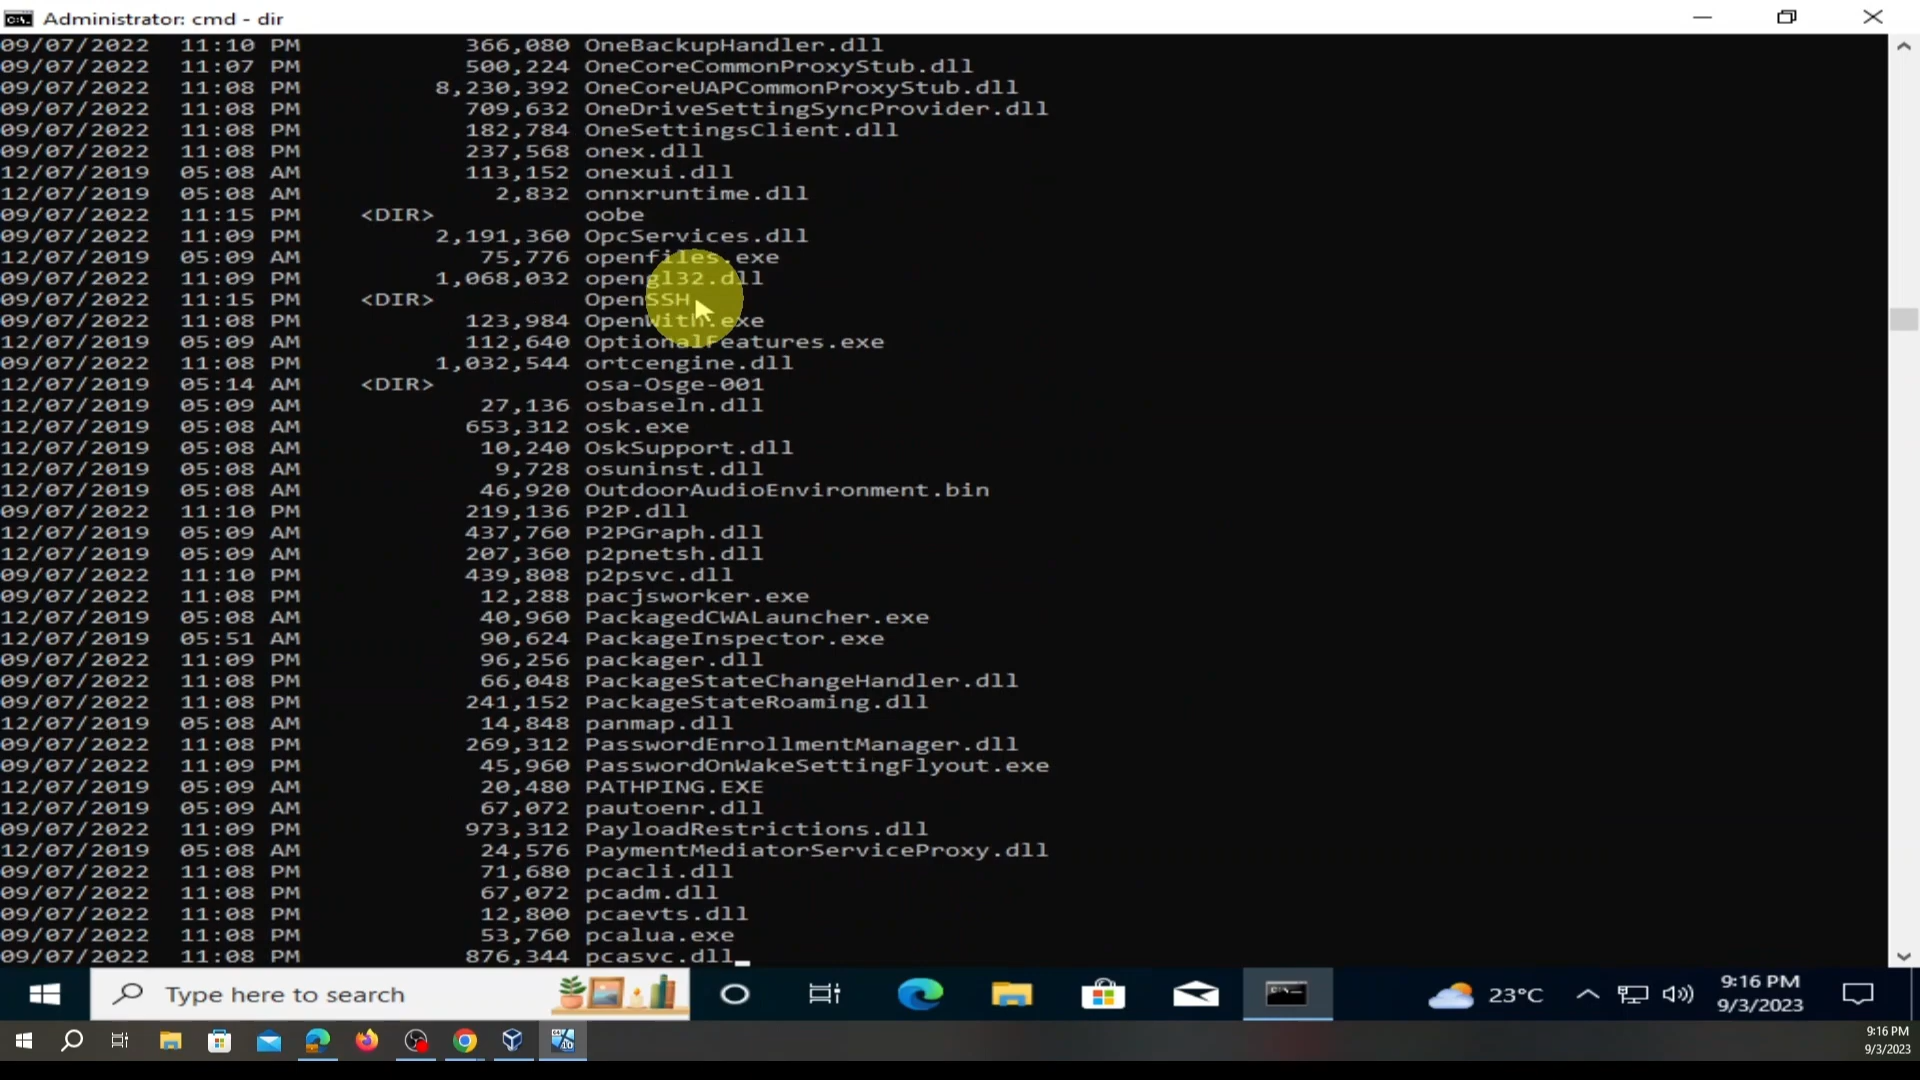 Administrator: cmd - dir
09/07/2022  11:10 PM           366,080 OneBackupHandler.dll
09/07/2022  11:07 PM           500,224 OneCoreCommonProxyStub.dll
09/07/2022  11:08 PM         8,230,392 OneCoreUAPCommonProxyStub.dll
09/07/2022  11:08 PM           709,632 OneDriveSettingSyncProvider.dll
09/07/2022  11:08 PM           182,784 OneSettingsClient.dll
09/07/2022  11:08 PM           237,568 onex.dll
12/07/2019  05:08 AM           113,152 onexui.dll
12/07/2019  05:08 AM             2,832 onnxruntime.dll
09/07/2022  11:15 PM    <DIR>          oobe
09/07/2022  11:09 PM         2,191,360 OpcServices.dll
12/07/2019  05:09 AM            75,776 openfiles.exe
09/07/2022  11:09 PM         1,068,032 opengl32.dll
09/07/2022  11:15 PM    <DIR>          OpenSSH
09/07/2022  11:08 PM           123,984 OpenWith.exe
12/07/2019  05:09 AM           112,640 OptionalFeatures.exe
09/07/2022  11:08 PM         1,032,544 ortcengine.dll
12/07/2019  05:14 AM    <DIR>          osa-Osge-001
12/07/2019  05:09 AM            27,136 osbaseln.dll
12/07/2019  05:08 AM           653,312 osk.exe
12/07/2019  05:08 AM            10,240 OskSupport.dll
12/07/2019  05:08 AM             9,728 osuninst.dll
12/07/2019  05:08 AM            46,920 OutdoorAudioEnvironment.bin
09/07/2022  11:10 PM           219,136 P2P.dll
12/07/2019  05:09 AM           437,760 P2PGraph.dll
12/07/2019  05:09 AM           207,360 p2pnetsh.dll
09/07/2022  11:10 PM           439,808 p2psvc.dll
09/07/2022  11:08 PM            12,288 pacjsworker.exe
12/07/2019  05:08 AM            40,960 PackagedCWALauncher.exe
12/07/2019  05:51 AM            90,624 PackageInspector.exe
09/07/2022  11:09 PM            96,256 packager.dll
09/07/2022  11:08 PM            66,048 PackageStateChangeHandler.dll
09/07/2022  11:08 PM           241,152 PackageStateRoaming.dll
12/07/2019  05:08 AM            14,848 panmap.dll
09/07/2022  11:08 PM           269,312 PasswordEnrollmentManager.dll
09/07/2022  11:09 PM            45,960 PasswordOnWakeSettingFlyout.exe
12/07/2019  05:09 AM            20,480 PATHPING.EXE
12/07/2019  05:09 AM            67,072 pautoenr.dll
09/07/2022  11:09 PM           973,312 PayloadRestrictions.dll
12/07/2019  05:08 AM            24,576 PaymentMediatorServiceProxy.dll
09/07/2022  11:08 PM            71,680 pcacli.dll
09/07/2022  11:08 PM            67,072 pcadm.dll
09/07/2022  11:08 PM            12,800 pcaevts.dll
09/07/2022  11:08 PM            53,760 pcalua.exe
09/07/2022  11:08 PM           876,344 pcasvc.dll
Type here to search
23°C
9:16 PM
9/3/2023
9:16 PM
9/3/2023